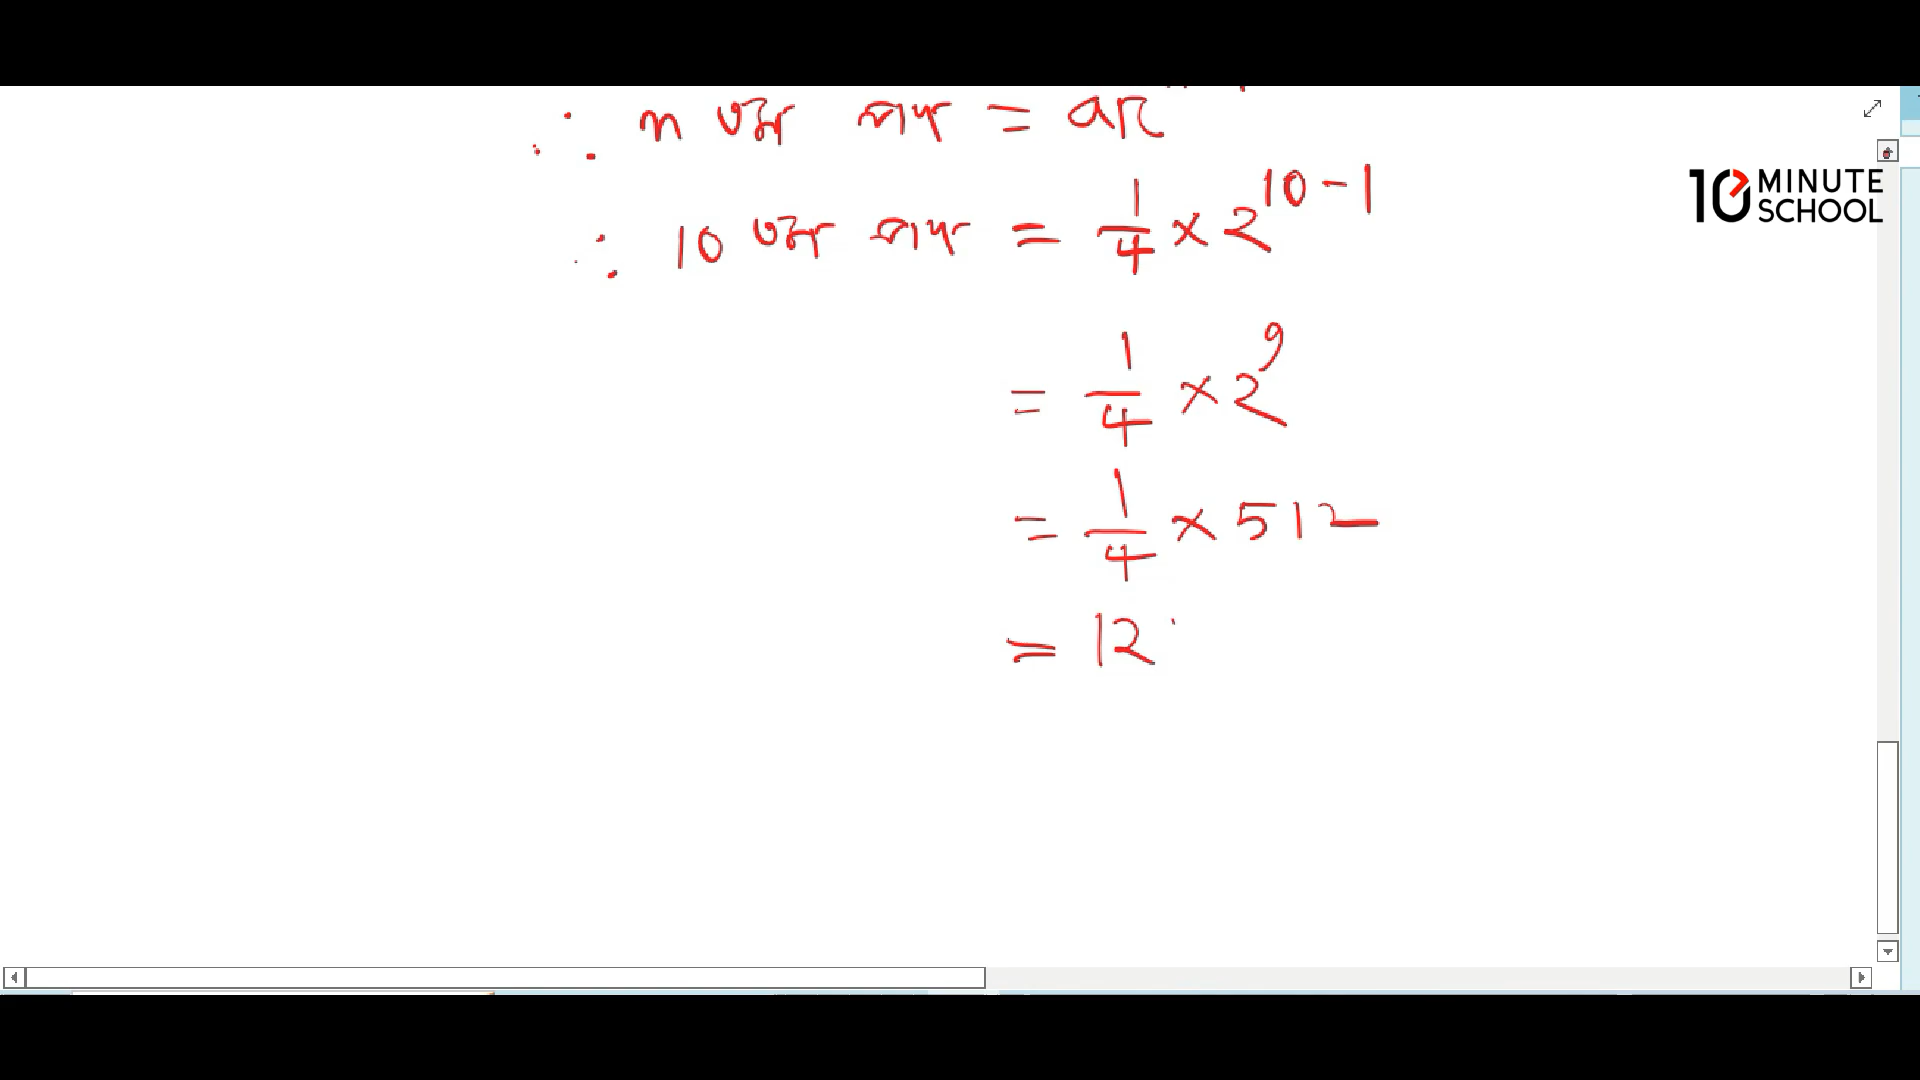 ∴ n তম পদ = ar
∴ 10 তম পদ = 1/4 × 2^(10-1)
= 1/4 × 2^9
= 1/4 × 512
= 12
10 MINUTE SCHOOL